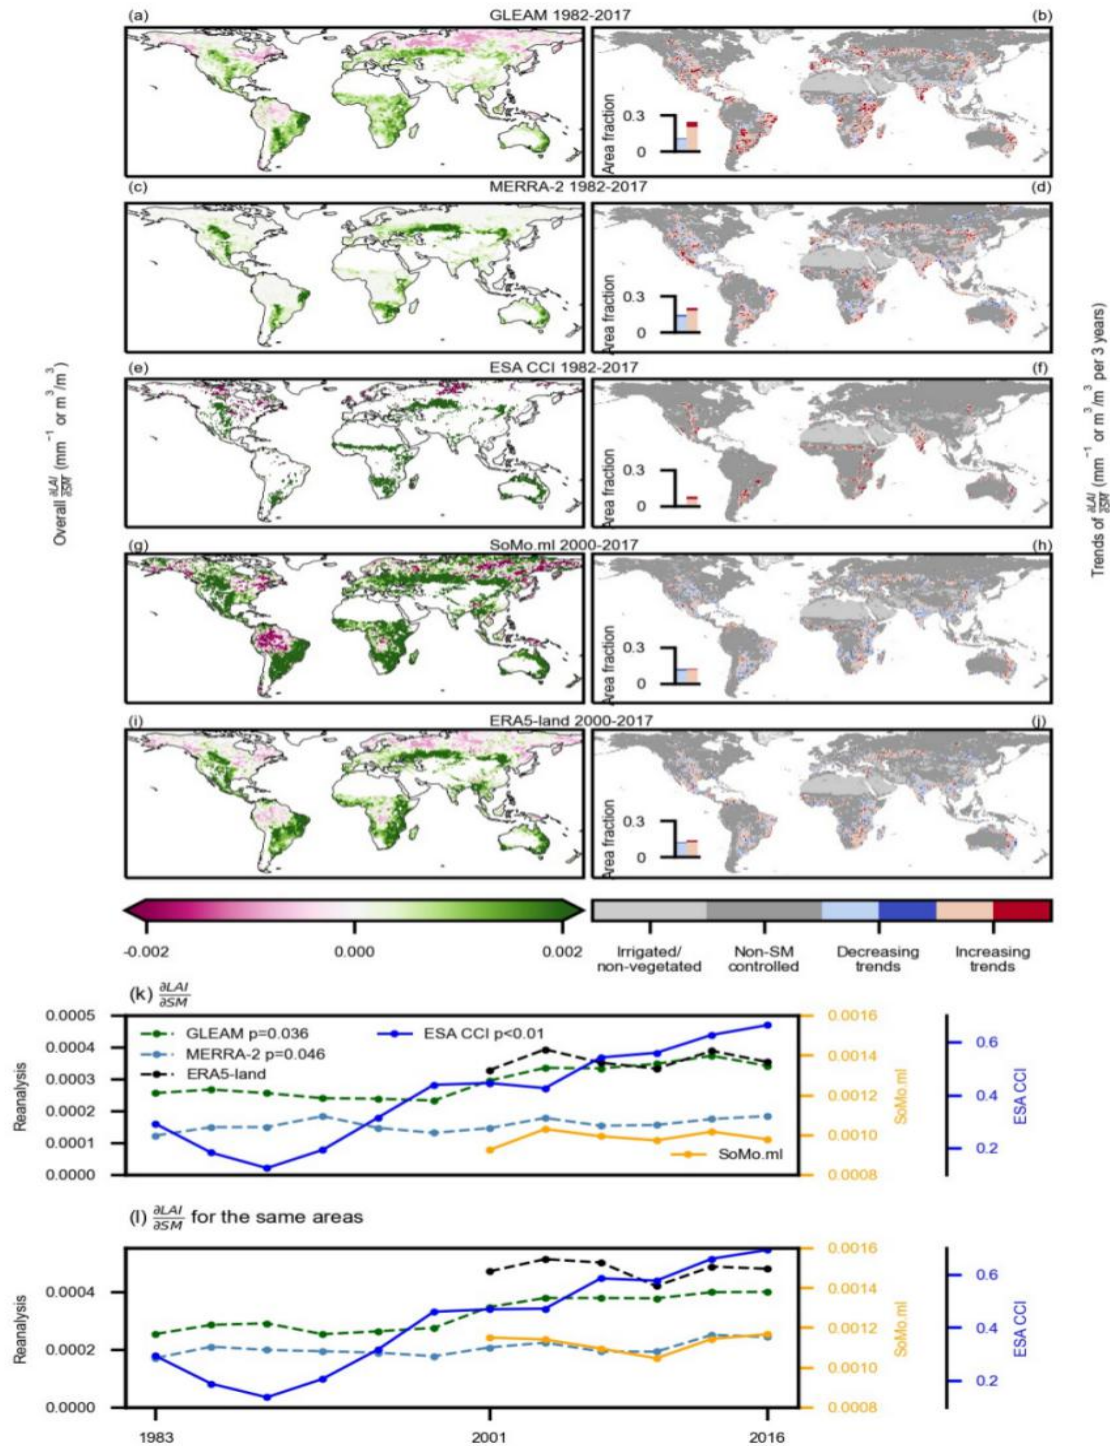 (a) GLEAM 1982-2017 (b)
0.3
0
Area fraction
(c) MERRA-2 1982-2017 (d)
0.3
0
Area fraction
(e) ESA CCI 1982-2017 (f)
0.3
0
Area fraction
(g) SoMo.ml 2000-2017 (h)
0.3
0
Area fraction
(i) ERA5-land 2000-2017 (j)
0.3
0
Area fraction
Overall ∂LAI/∂SM (mm⁻¹ or m³/m³)
Trends of ∂LAI/∂SM (mm⁻¹ or m³/m³ per 3 years)
-0.002 0.000 0.002
Irrigated/ non-vegetated
Non-SM controlled
Decreasing trends
Increasing trends
(k) ∂LAI/∂SM
0.0005
0.0004
0.0003
0.0002
0.0001
0.0000
Reanalysis
GLEAM p=0.036
MERRA-2 p=0.046
ERA5-land
ESA CCI p<0.01
SoMo.ml
0.0016
0.0014
0.0012
0.0010
0.0008
SoMo.ml
0.6
0.4
0.2
ESA CCI
(l) ∂LAI/∂SM for the same areas
0.0004
0.0002
0.0000
Reanalysis
0.0016
0.0014
0.0012
0.0010
0.0008
SoMo.ml
0.6
0.4
0.2
ESA CCI
1983 2001 2016